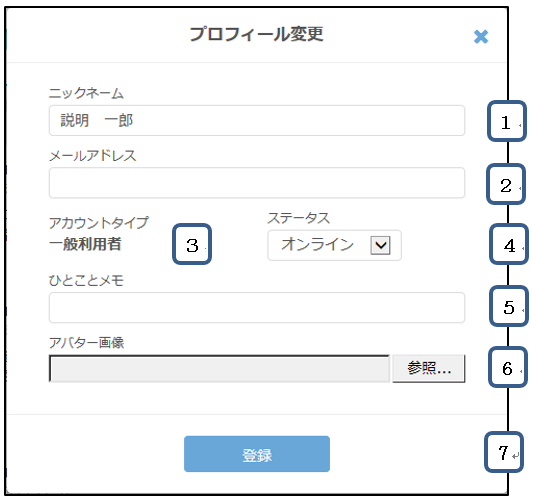 プロフィール変更 ✖
ニックネーム
説明　一郎
1
メールアドレス
2
アカウントタイプ
一般利用者
3
ステータス
オンライン
4
ひとことメモ
5
アバター画像
参照...
6
登録
7